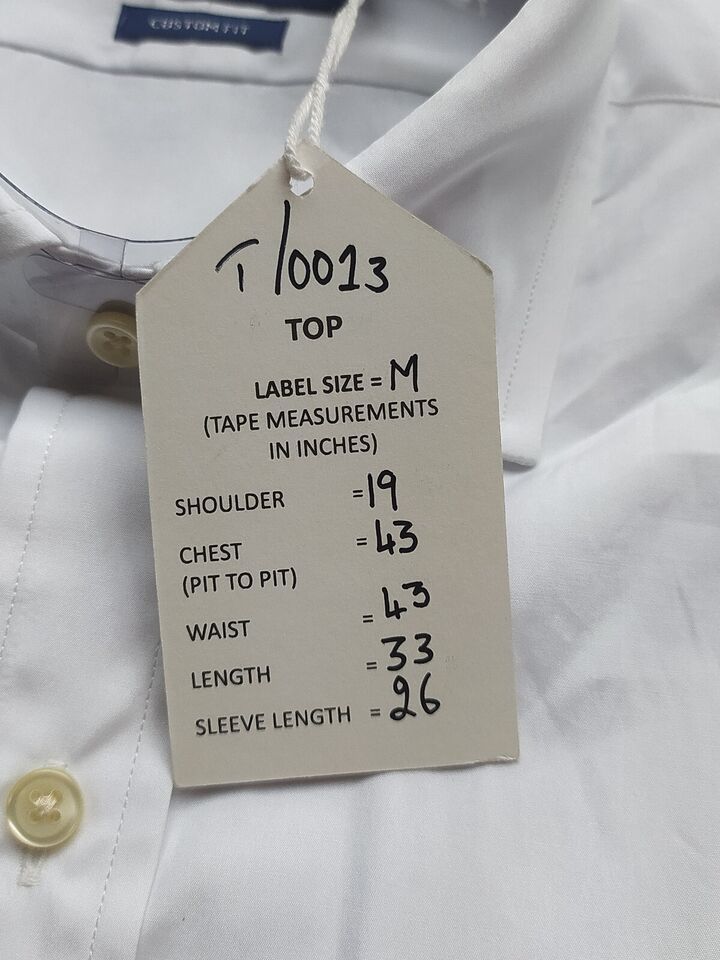 CUSTOM FIT
T/0013
TOP
LABEL SIZE = M
(TAPE MEASUREMENTS
IN INCHES)
SHOULDER = 19
CHEST = 43
(PIT TO PIT)
WAIST = 43
LENGTH = 33
SLEEVE LENGTH = 26